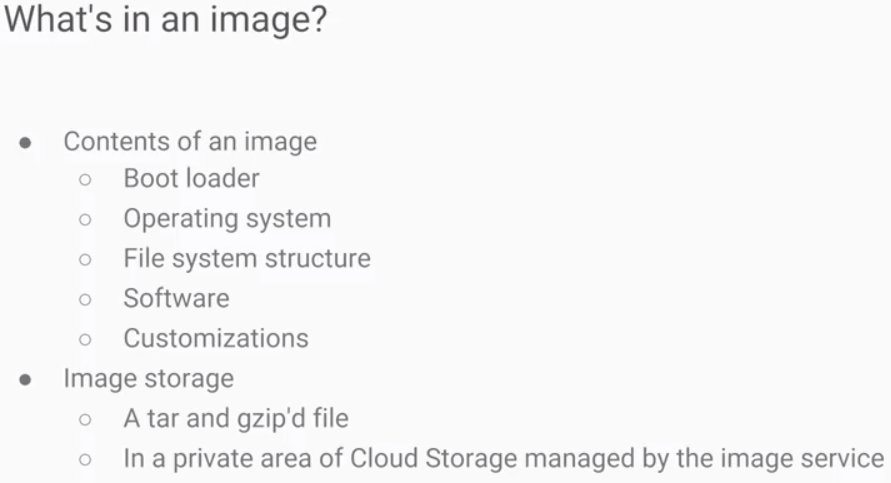 What's in an image?
● Contents of an image
○ Boot loader
○ Operating system
○ File system structure
○ Software
○ Customizations
● Image storage
○ A tar and gzip'd file
○ In a private area of Cloud Storage managed by the image service